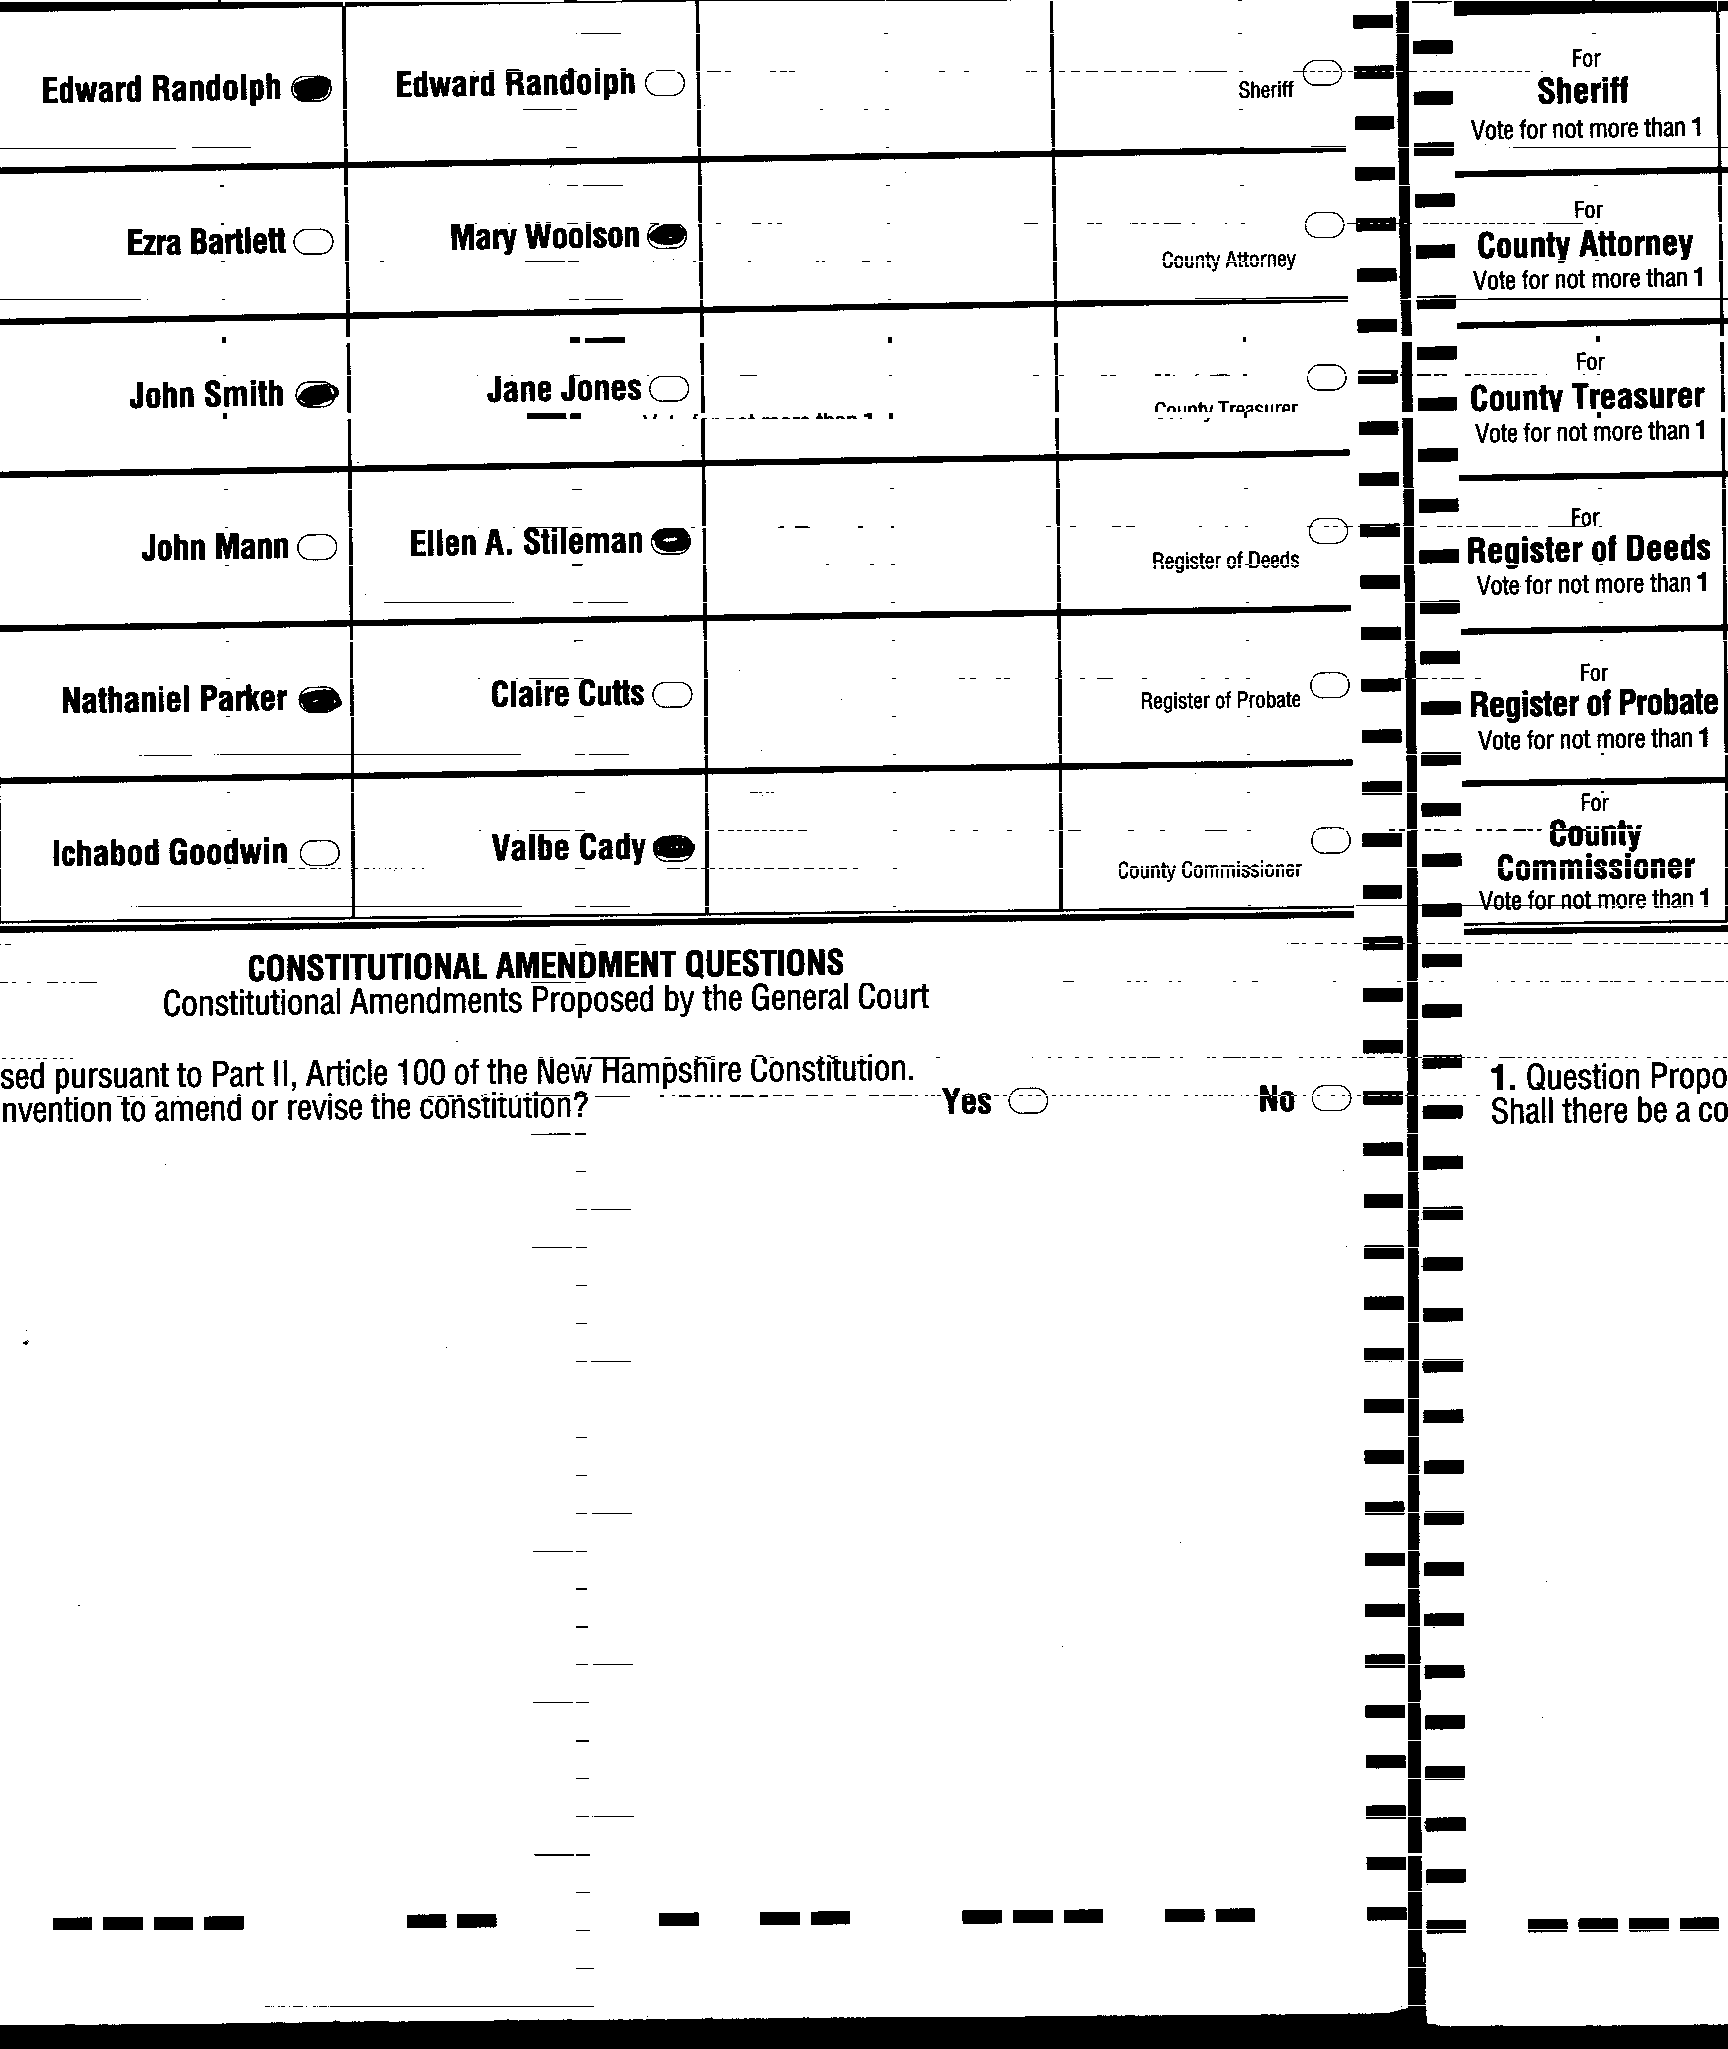 For
Sheriff
Vote for not more than 1
Edward Randolph
Edward Randolph
Sheriff
For
County Attorney
Vote for not more than 1
Ezra Bartlett
Mary Woolson
County Attorney
For
County Treasurer
Vote for not more than 1
John Smith
Jane Jones
Vote for not more than 1
County Treasurer
For
Register of Deeds
Vote for not more than 1
John Mann
Ellen A. Stileman
Register of Deeds
For
Register of Probate
Vote for not more than 1
Nathaniel Parker
Claire Cutts
Register of Probate
For
County
Commissioner
Vote for not more than 1
Ichabod Goodwin
Valbe Cady
County Commissioner
CONSTITUTIONAL AMENDMENT QUESTIONS
Constitutional Amendments Proposed by the General Court
sed pursuant to Part II, Article 100 of the New Hampshire Constitution.
nvention to amend or revise the constitution?
Yes
No
1. Question Propo
Shall there be a co